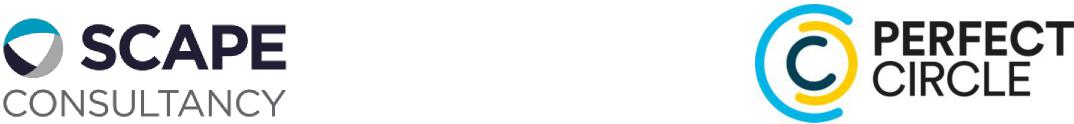 SCAPE
CONSULTANCY
PERFECT
CIRCLE